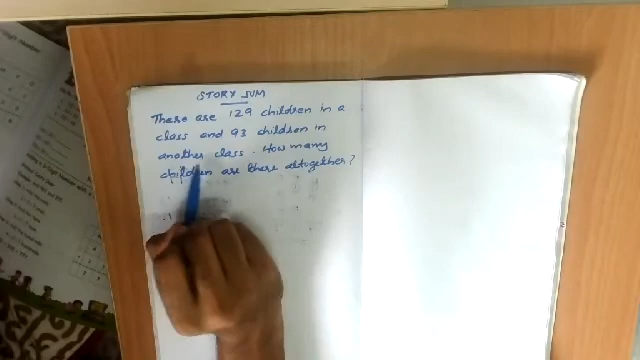 STORY SUM
There are 129 children in a
class and 93 children in
another class. How many
children are there altogether?